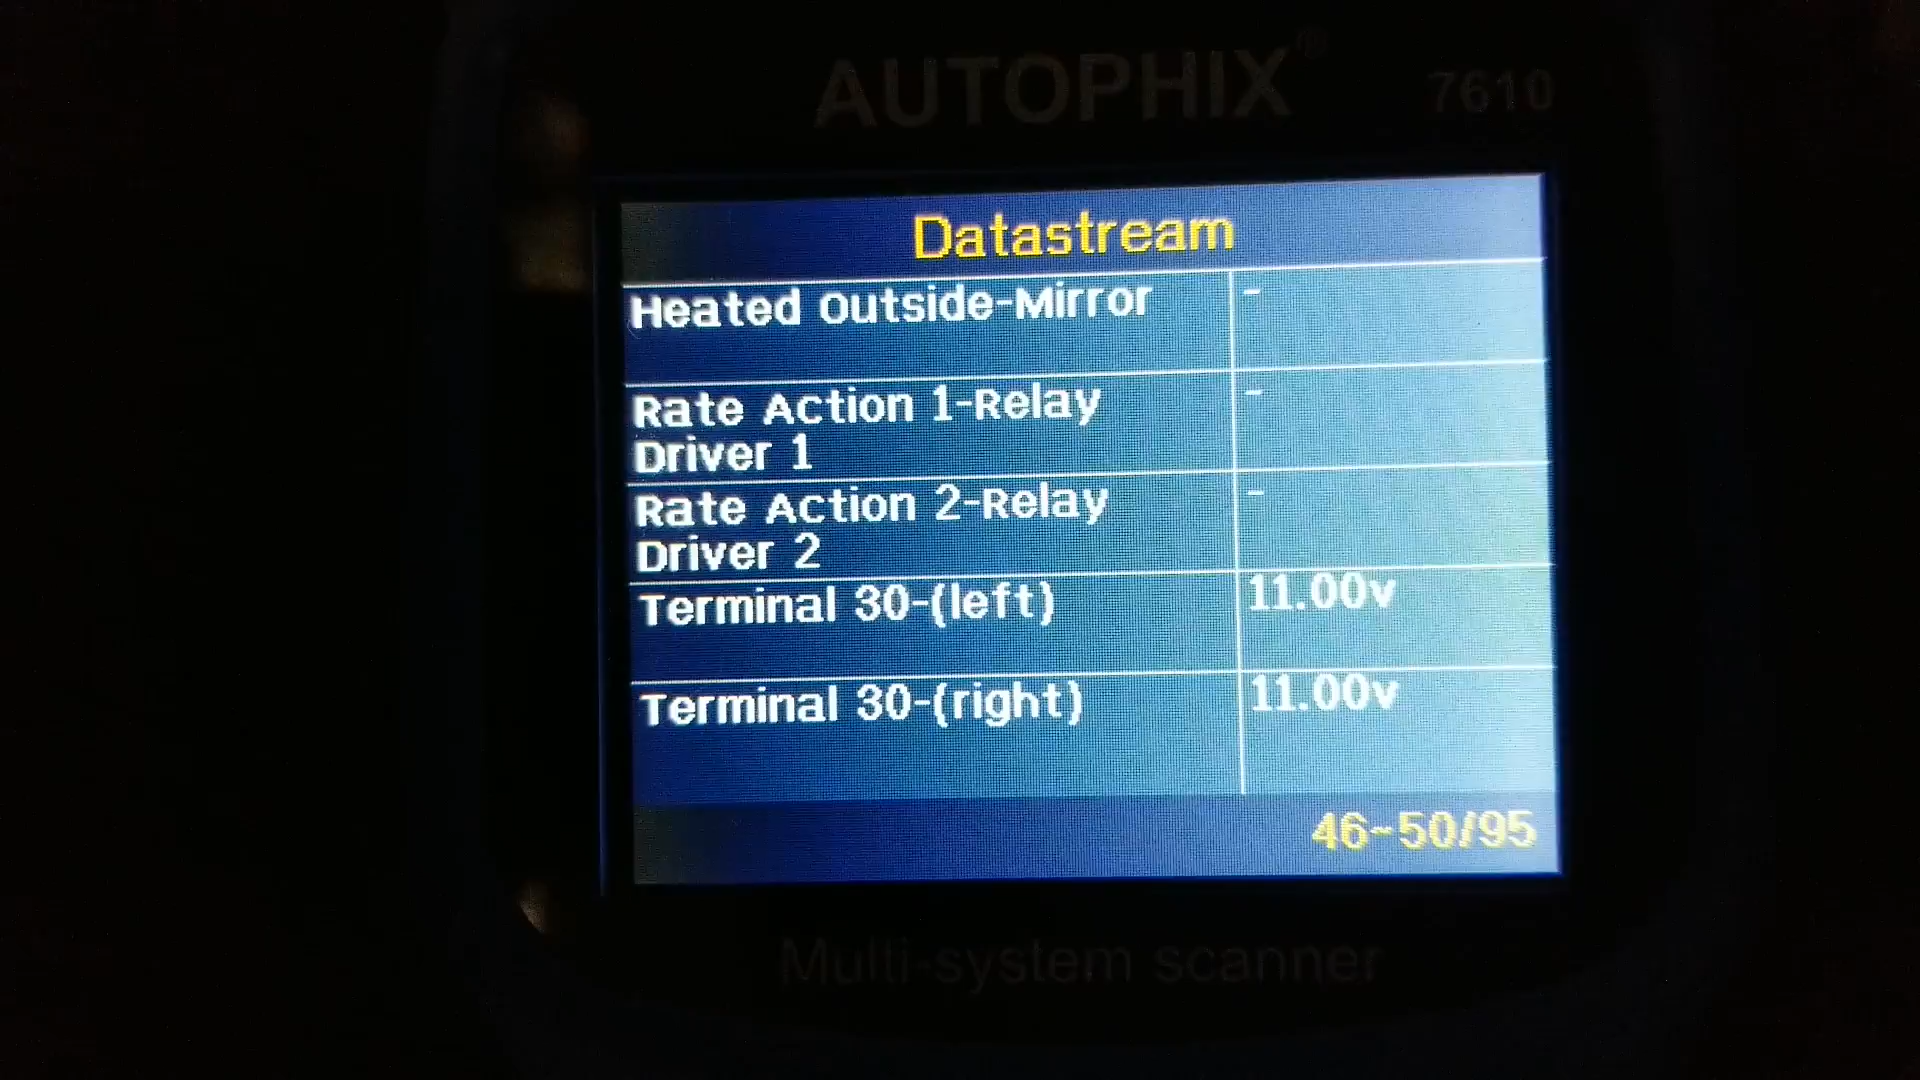 AUTOPHIX® 7610
Datastream
Heated Outside-Mirror -
Rate Action 1-Relay -
Driver 1
Rate Action 2-Relay -
Driver 2
Terminal 30-(left) 11.00v
Terminal 30-(right) 11.00v
46~50/95
Multi-system scanner